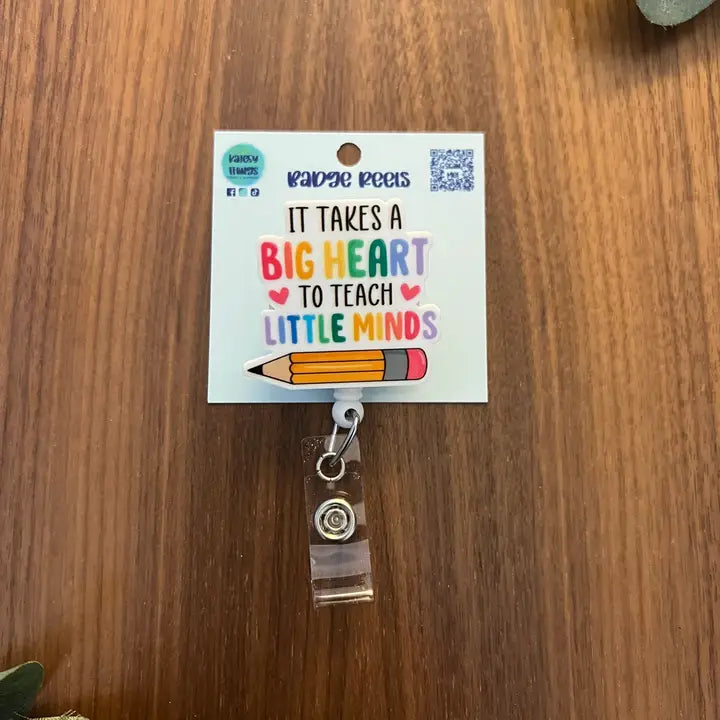 Badge Reels
IT TAKES A
BIG HEART
TO TEACH
LITTLE MINDS